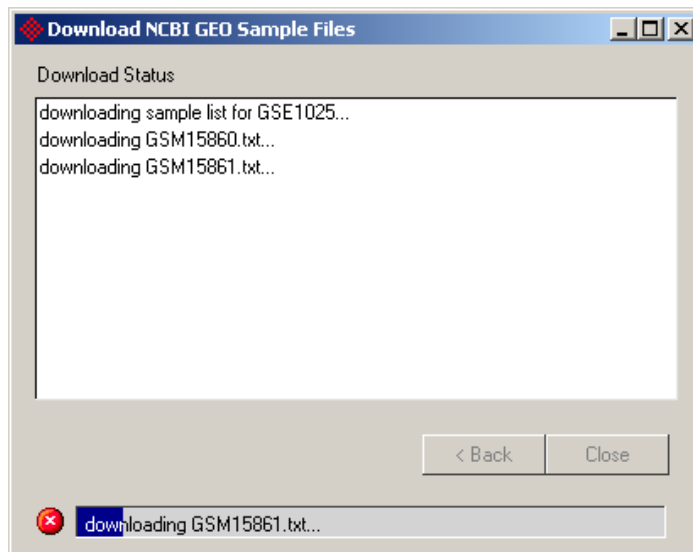 Download NCBI GEO Sample Files
Download Status
downloading sample list for GSE1025...
downloading GSM15860.txt...
downloading GSM15861.txt...
< Back
Close
downloading GSM15861.txt...